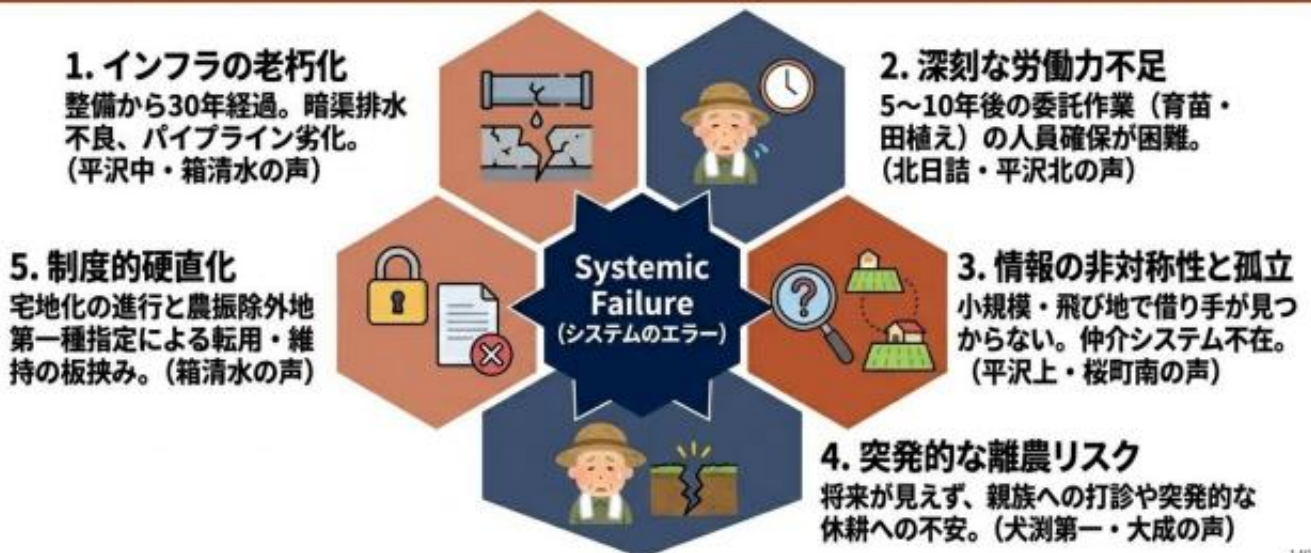 1. インフラの老朽化
整備から30年経過。暗渠排水
不良、パイプライン劣化。
（平沢中・箱清水の声）
2. 深刻な労働力不足
5～10年後の委託作業（育苗・
田植え）の人員確保が困難。
（北日詰・平沢北の声）
Systemic
Failure
（システムのエラー）
3. 情報の非対称性と孤立
小規模・飛び地で借り手が見つ
からない。仲介システム不在。
（平沢上・桜町南の声）
4. 突発的な離農リスク
将来が見えず、親族への打診や突発的な
休耕への不安。（犬渕第一・大成の声）
5. 制度的硬直化
宅地化の進行と農振除外地
第一種指定による転用・維
持の板挟み。（箱清水の声）